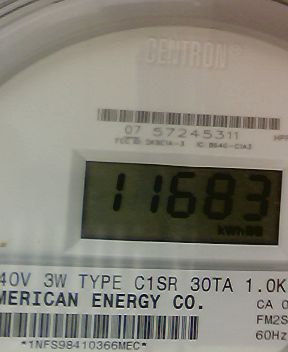 CENTRON®
07 57245311
11683
kWh
40V 3W TYPE C1SR 30TA 1.0K
MERICAN ENERGY CO.
CA 0
FM2S
60Hz
*1NFS98410366MEC*